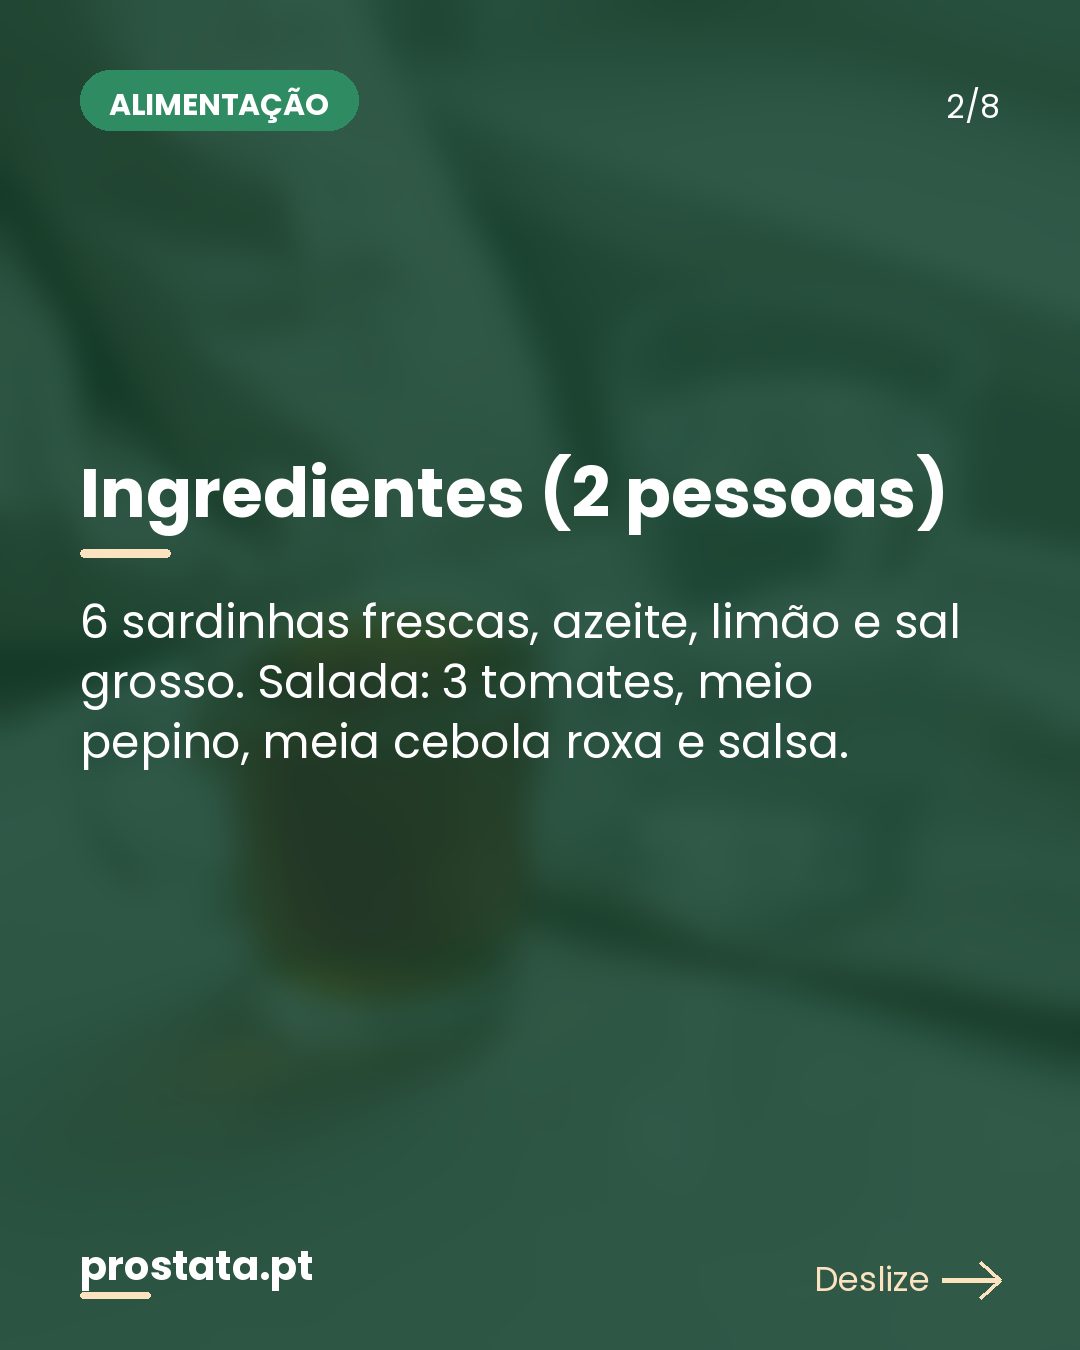 ALIMENTAÇÃO
2/8
Ingredientes (2 pessoas)
6 sardinhas frescas, azeite, limão e sal
grosso. Salada: 3 tomates, meio
pepino, meia cebola roxa e salsa.
prostata.pt
Deslize